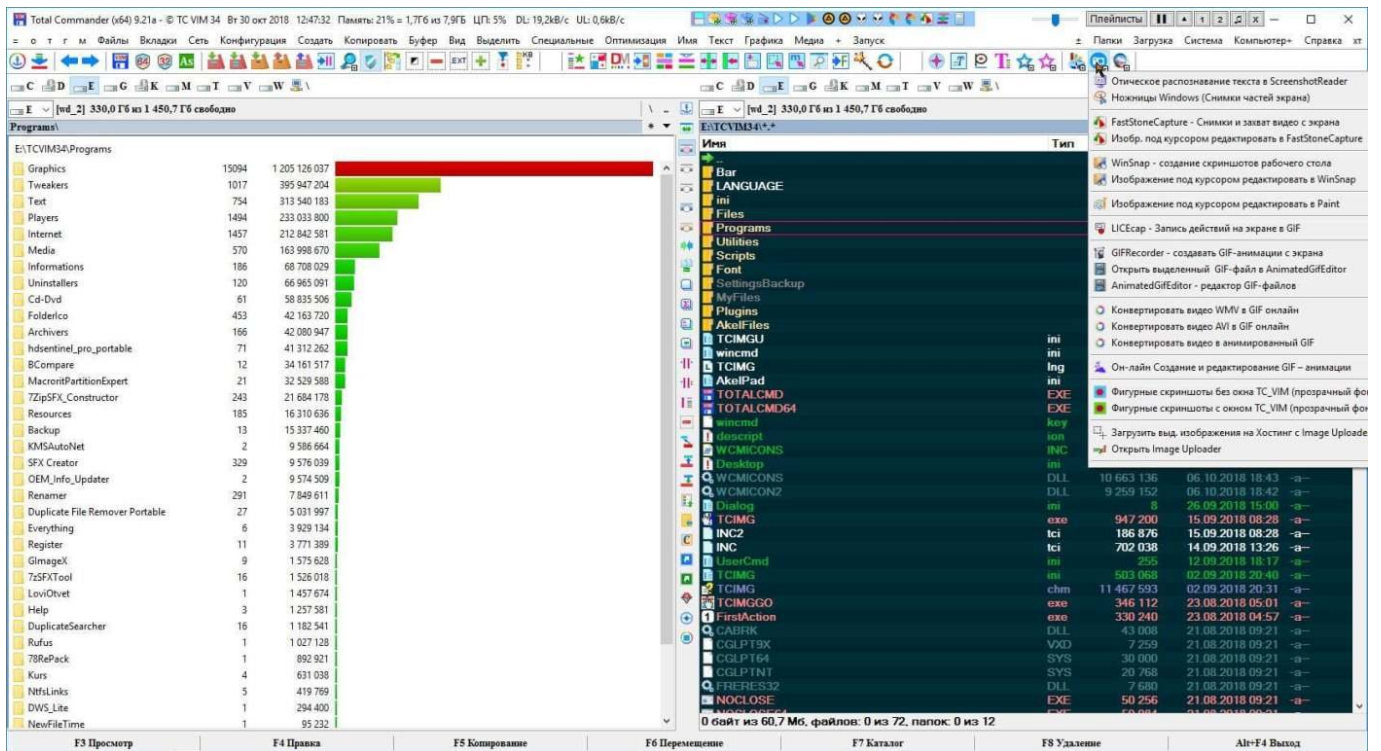 Total Commander (x64) 9.21a - © TC VIM 34 Вт 30 окт 2018 12:47:32 Память: 21% = 1,7Гб из 7,9ГБ ЦП: 5% DL: 19,2kB/c UL: 0,6kB/c
Плейлисты
= о т г м Файлы Вкладки Сеть Конфигурация Создать Копировать Буфер Вид Выделить Специальные Оптимизация Имя Текст Графика Медиа + Запуск ± Папки Загрузка Система Компьютер+ Справка
C D E G K M T V W \
C D E G K M T V W \
E [wd_2] 330,0 Гб из 1 450,7 Гб свободно
E [wd_2] 330,0 Гб из 1 450,7 Гб свободно
Programs\
E:\TCVIM34\Programs
Graphics 15094 1 205 126 037
Tweakers 1017 395 947 204
Text 754 313 540 183
Players 1494 233 033 800
Internet 1457 212 842 581
Media 570 163 998 670
Informations 186 68 708 029
Uninstallers 120 66 965 091
Cd-Dvd 61 58 835 506
FolderIco 453 42 163 720
Archivers 166 42 080 947
hdsentinel_pro_portable 71 41 312 262
BCompare 12 34 161 517
MacroritPartitionExpert 21 32 529 588
7ZipSFX_Constructor 243 21 684 178
Resources 185 16 310 636
Backup 13 15 337 460
KMSAutoNet 2 9 586 664
SFX Creator 329 9 576 039
OEM_Info_Updater 2 9 574 509
Renamer 291 7 849 611
Duplicate File Remover Portable 27 5 031 997
Everything 6 3 929 134
Register 11 3 771 389
GImageX 9 1 575 628
7zSFXTool 16 1 526 018
LoviOtvet 1 1 457 674
Help 3 1 257 581
DuplicateSearcher 16 1 182 541
Rufus 1 1 027 128
78RePack 1 892 921
Kurs 4 631 038
NtfsLinks 5 419 769
DWS_Lite 1 294 400
NewFileTime 1 95 232
E:\TCVIM34\*.*
Имя Тип
..
Bar
LANGUAGE
ini
Files
Programs
Utilities
Scripts
Font
SettingsBackup
MyFiles
Plugins
AkelFiles
TCIMGU ini
wincmd ini
TCIMG lng
AkelPad ini
TOTALCMD EXE
TOTALCMD64 EXE
wincmd key
descript ion
WCMICONS INC
Desktop ini
WCMICONS DLL 10 663 136 06.10.2018 18:43 -a--
WCMICON2 DLL 9 259 152 06.10.2018 18:42 -a--
Dialog ini 8 26.09.2018 15:00 -a--
TCIMG exe 947 200 15.09.2018 08:28 -a--
INC2 tci 186 876 15.09.2018 08:28 -a--
INC tci 702 038 14.09.2018 13:26 -a--
UserCmd ini 255 12.09.2018 18:17 -a--
TCIMG ini 503 068 02.09.2018 20:40 -a--
TCIMG chm 11 467 593 02.09.2018 20:31 -a--
TCIMGGO exe 346 112 23.08.2018 05:01 -a--
FirstAction exe 330 240 23.08.2018 04:57 -a--
CABRK DLL 43 008 21.08.2018 09:21 -a--
CGLPT9X VXD 7 259 21.08.2018 09:21 -a--
CGLPT64 SYS 30 000 21.08.2018 09:21 -a--
CGLPTNT SYS 20 768 21.08.2018 09:21 -a--
FRERES32 DLL 7 680 21.08.2018 09:21 -a--
NOCLOSE EXE 50 256 21.08.2018 09:21 -a--
0 байт из 60,7 Мб, файлов: 0 из 72, папок: 0 из 12
Отическое распознавание текста в ScreenshotReader
Ножницы Windows (Снимки частей экрана)
FastStoneCapture - Снимки и захват видео с экрана
Изобр. под курсором редактировать в FastStoneCapture
WinSnap - создание скриншотов рабочего стола
Изображение под курсором редактировать в WinSnap
Изображение под курсором редактировать в Paint
LICEcap - Запись действий на экране в GIF
GIFRecorder - создавать GIF-анимации с экрана
Открыть выделенный GIF-файл в AnimatedGifEditor
AnimatedGifEditor - редактор GIF-файлов
Конвертировать видео WMV в GIF онлайн
Конвертировать видео AVI в GIF онлайн
Конвертировать видео в анимированный GIF
Он-лайн Создание и редактирование GIF – анимации
Фигурные скриншоты без окна TC_VIM (прозрачный фо
Фигурные скриншоты с окном TC_VIM (прозрачный фо
Загрузить выд. изображения на Хостинг с Image Uploade
Открыть Image Uploader
F3 Просмотр F4 Правка F5 Копирование F6 Перемещение F7 Каталог F8 Удаление Alt+F4 Выход